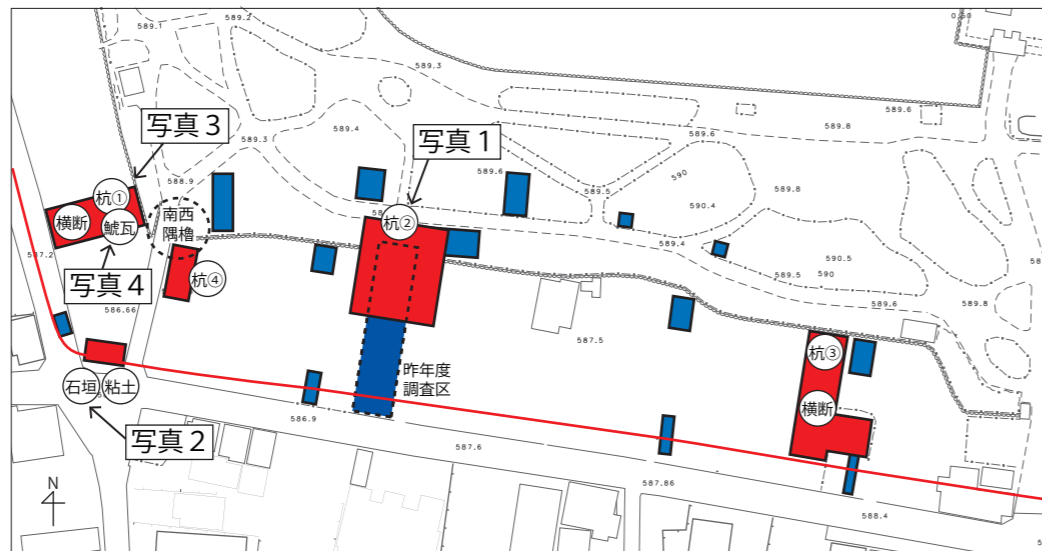 589.1
589.2
0.60
589.3
589.6
589.8
写真3
写真1
589.4
589.3
589.6
589.6
588.9
589.5
590
589.8
杭①
横断
鯱瓦
南西
隅櫓
杭②
590.4
589.4
590.5
589.5
590
写真4
杭④
589.6
589.8
586.66
587.5
杭③
昨年度
調査区
横断
石垣
粘土
586.9
写真2
587.6
587.86
588.4
N